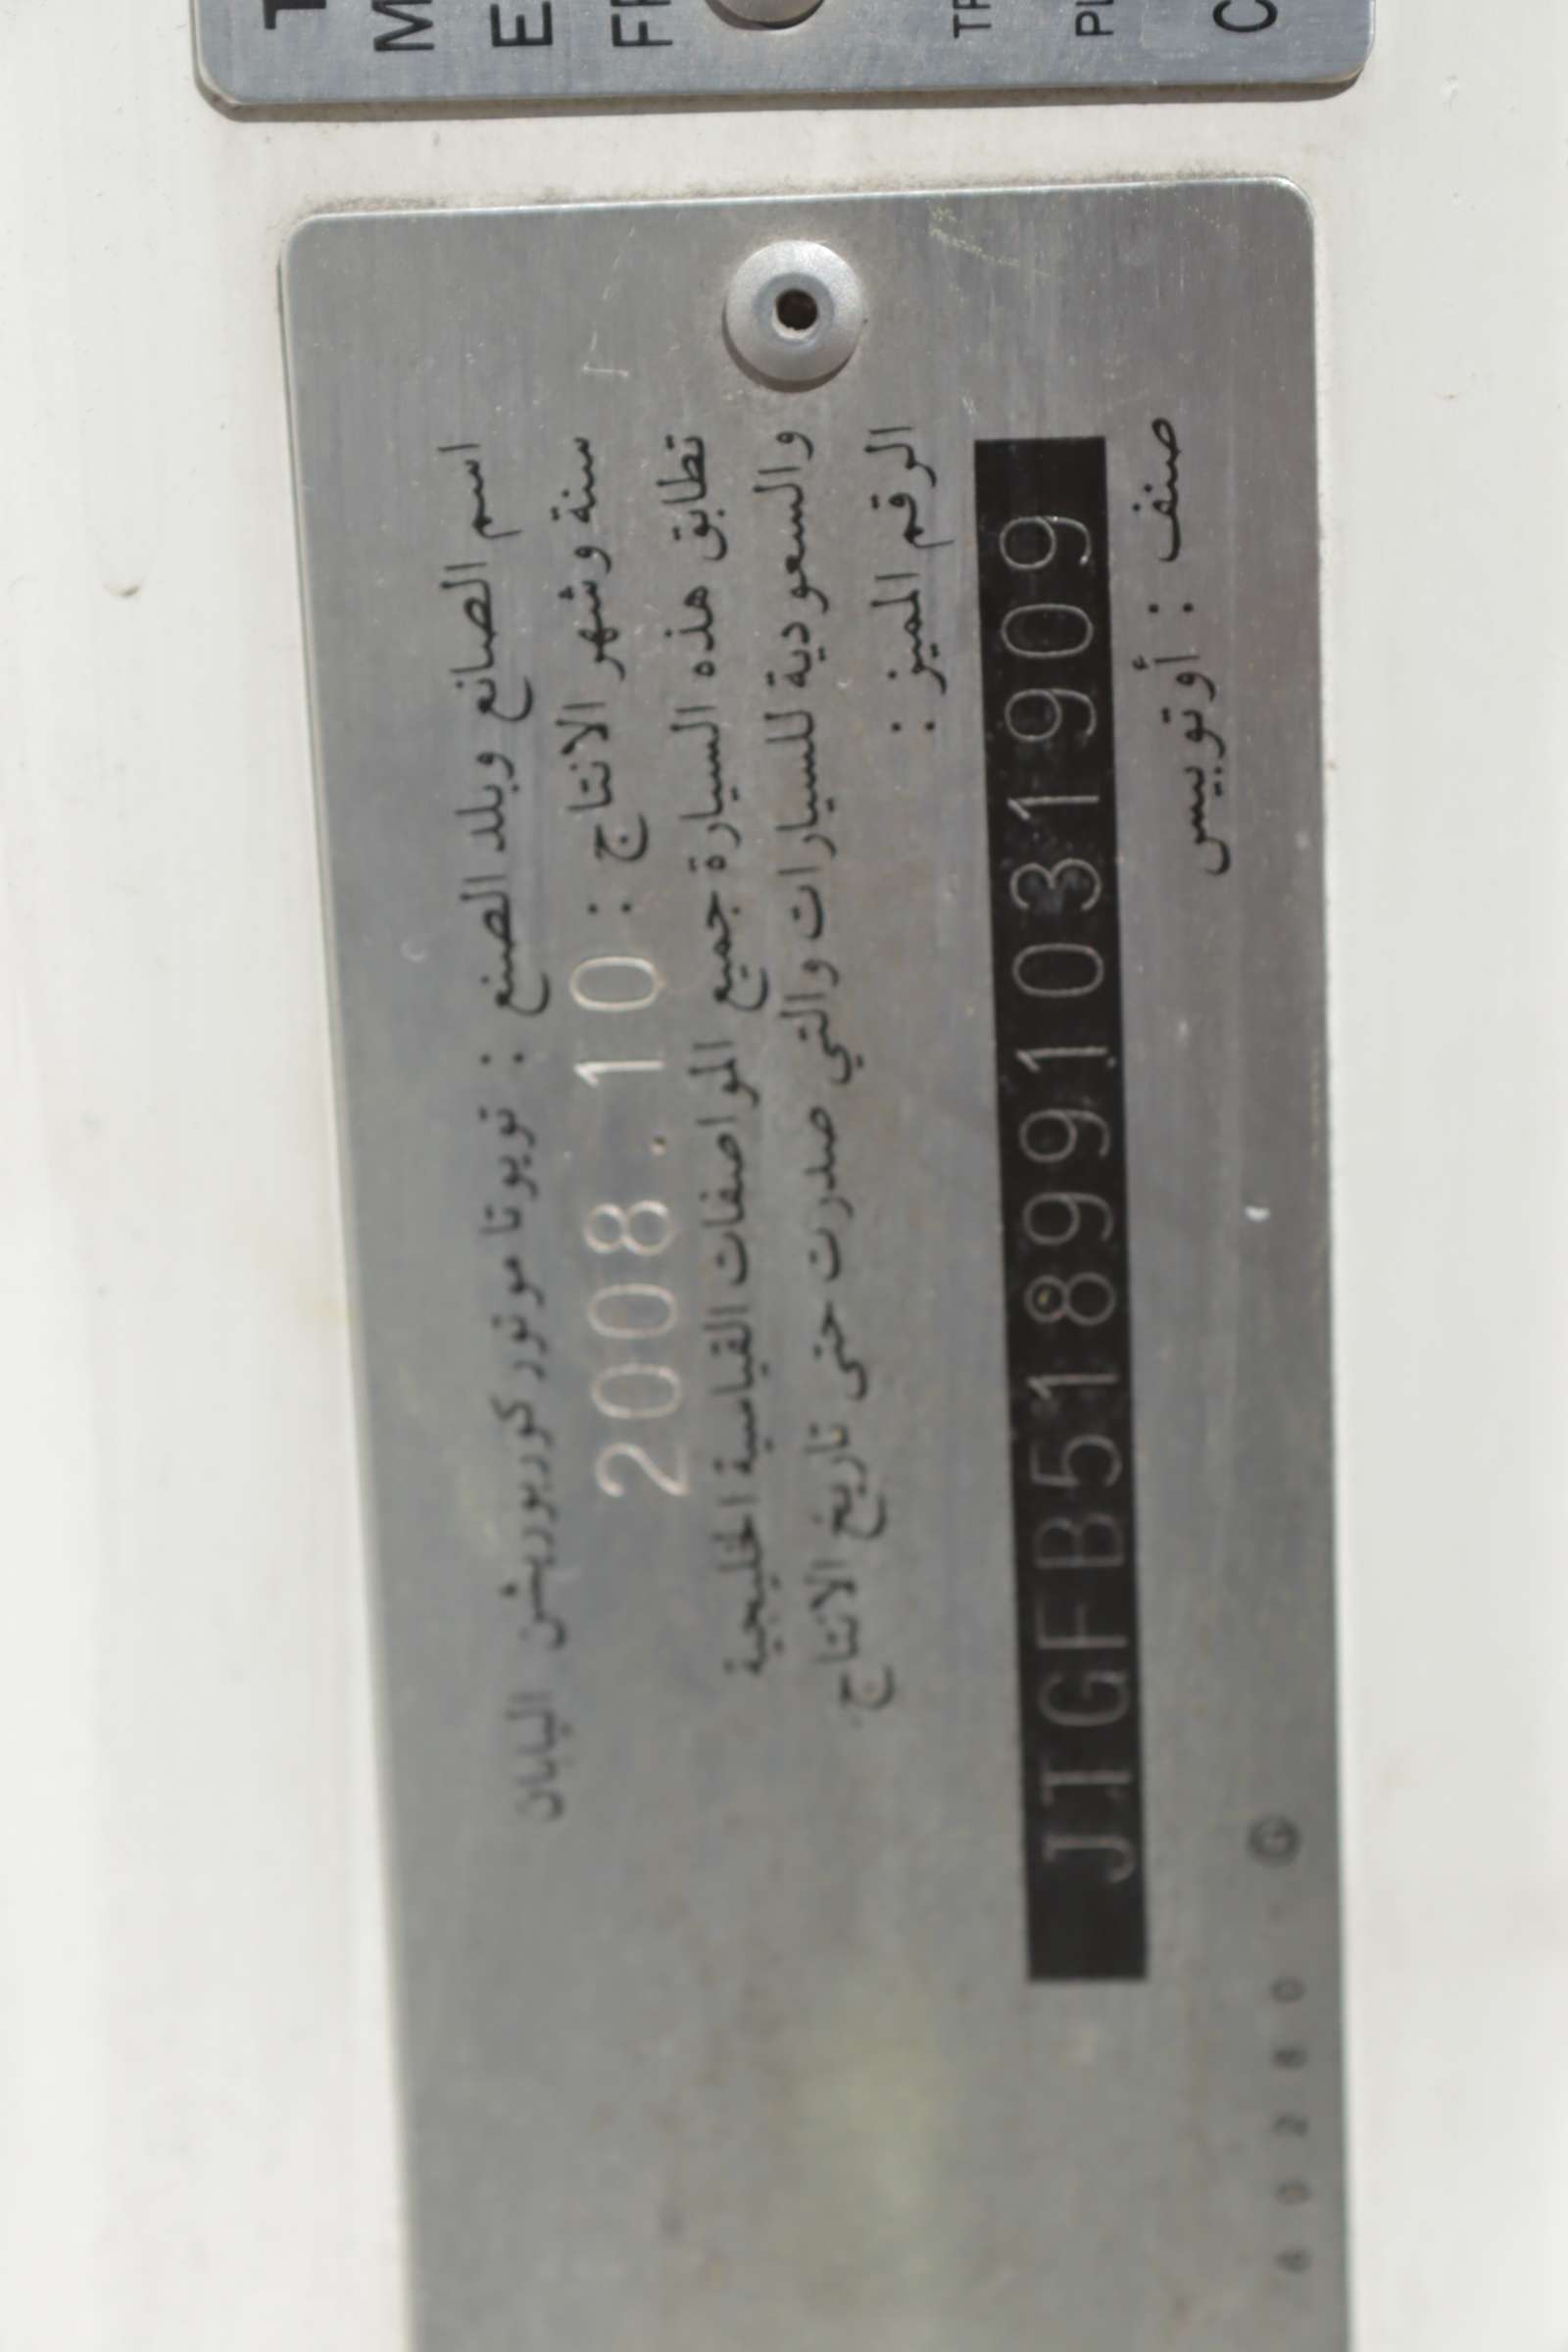 M
E
C
اسم الصانع وبلد الصنع : تويوتا موتور كوربوريشن اليابان
سنة وشهر الانتاج : 2008.10
تطابق هذه السيارة جميع المواصفات القياسية الخليجية
والسعودية للسيارات والتي صدرت حتى تاريخ الانتاج
الرقم المميز :
JTGFB518991031909
صنف : أوتوبيس
60280 Ⓖ